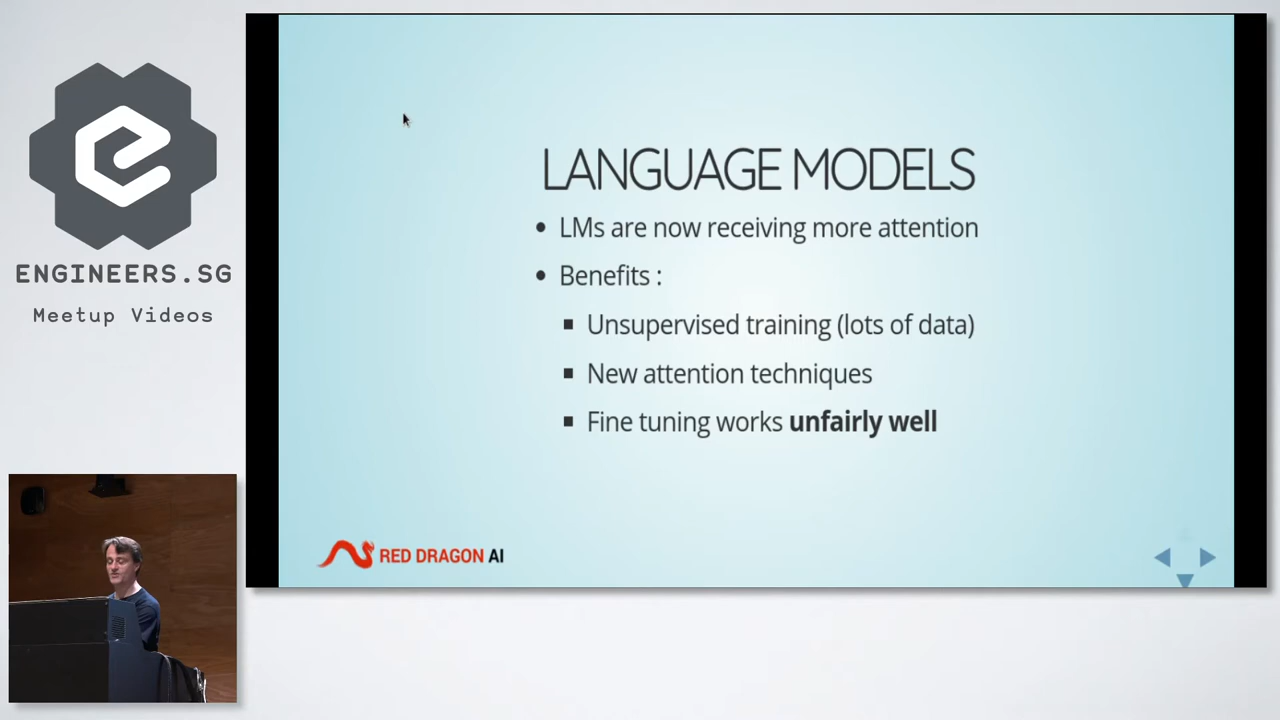 ENGINEERS.SG
Meetup Videos
LANGUAGE MODELS
• LMs are now receiving more attention
• Benefits :
▪ Unsupervised training (lots of data)
▪ New attention techniques
▪ Fine tuning works unfairly well
RED DRAGON AI